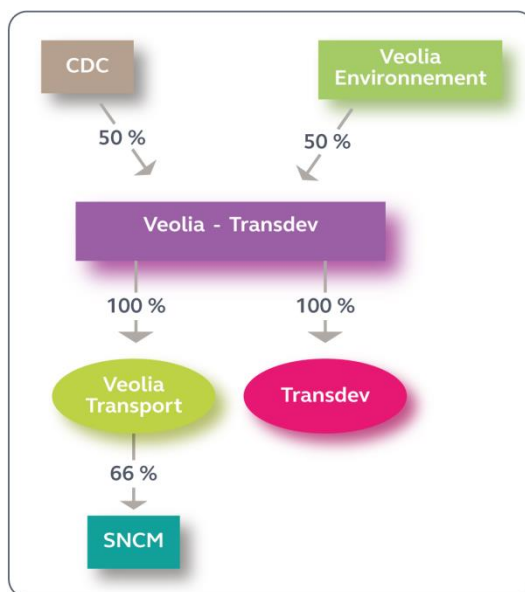 CDC
Veolia
Environnement
50 %
50 %
Veolia - Transdev
100 %
100 %
Veolia
Transport
Transdev
66 %
SNCM